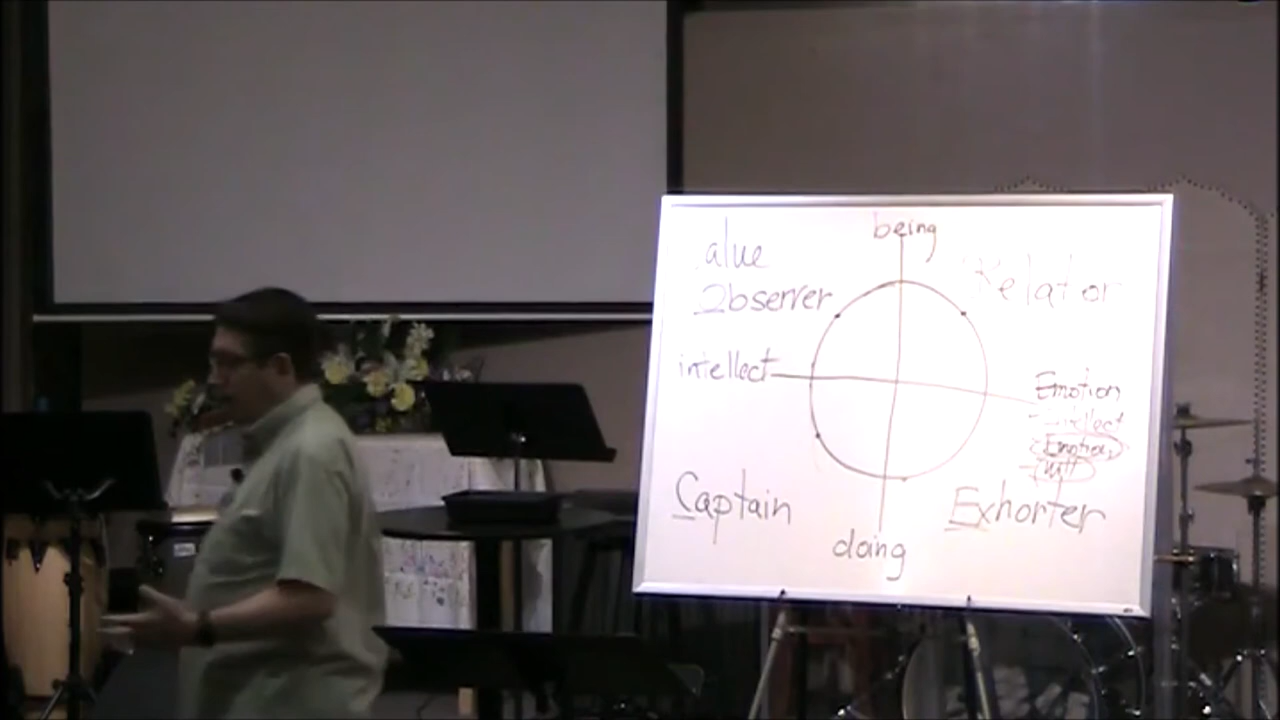 being
alue
Observer
Relator
intellect
Emotion
intellect
Emotion
will
Captain
Exhorter
doing